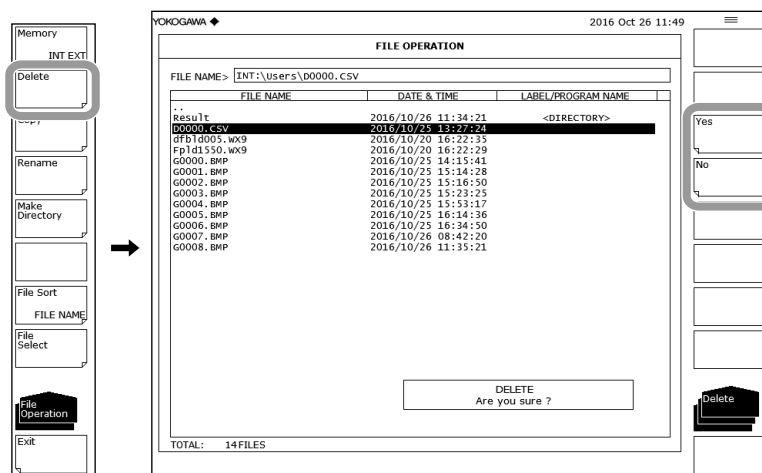 Memory
INT EXT
Delete
Copy
Rename
Make
Directory
File Sort
FILE NAME
File
Select
File
Operation
Exit
YOKOGAWA
2016 Oct 26 11:49
FILE OPERATION
FILE NAME> INT:\Users\D0000.CSV
FILE NAME DATE & TIME LABEL/PROGRAM NAME
..
Result 2016/10/26 11:34:21 <DIRECTORY>
D0000.CSV 2016/10/25 13:27:24
dfbld005.WX9 2016/10/20 16:22:35
Fpld1550.WX9 2016/10/20 16:22:29
G0000.BMP 2016/10/25 14:15:41
G0001.BMP 2016/10/25 15:14:28
G0002.BMP 2016/10/25 15:16:50
G0003.BMP 2016/10/25 15:23:25
G0004.BMP 2016/10/25 15:53:17
G0005.BMP 2016/10/25 16:14:36
G0006.BMP 2016/10/25 16:34:50
G0007.BMP 2016/10/26 08:42:20
G0008.BMP 2016/10/26 11:35:21
DELETE
Are you sure ?
TOTAL: 14FILES
Yes
No
Delete